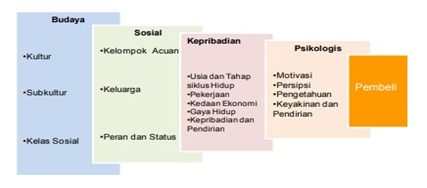 Budaya
•Kultur
•Subkultur
•Kelas Sosial
Sosial
•Kelompok Acuan
•Keluarga
•Peran dan Status
Kepribadian
•Usia dan Tahap
siklus Hidup
•Pekerjaan
•Kedaan Ekonomi
•Gaya Hidup
•Kepribadian dan
Pendirian
Psikologis
•Motivasi
•Persipsi
•Pengetahuan
•Keyakinan dan
Pendirian
Pembeli